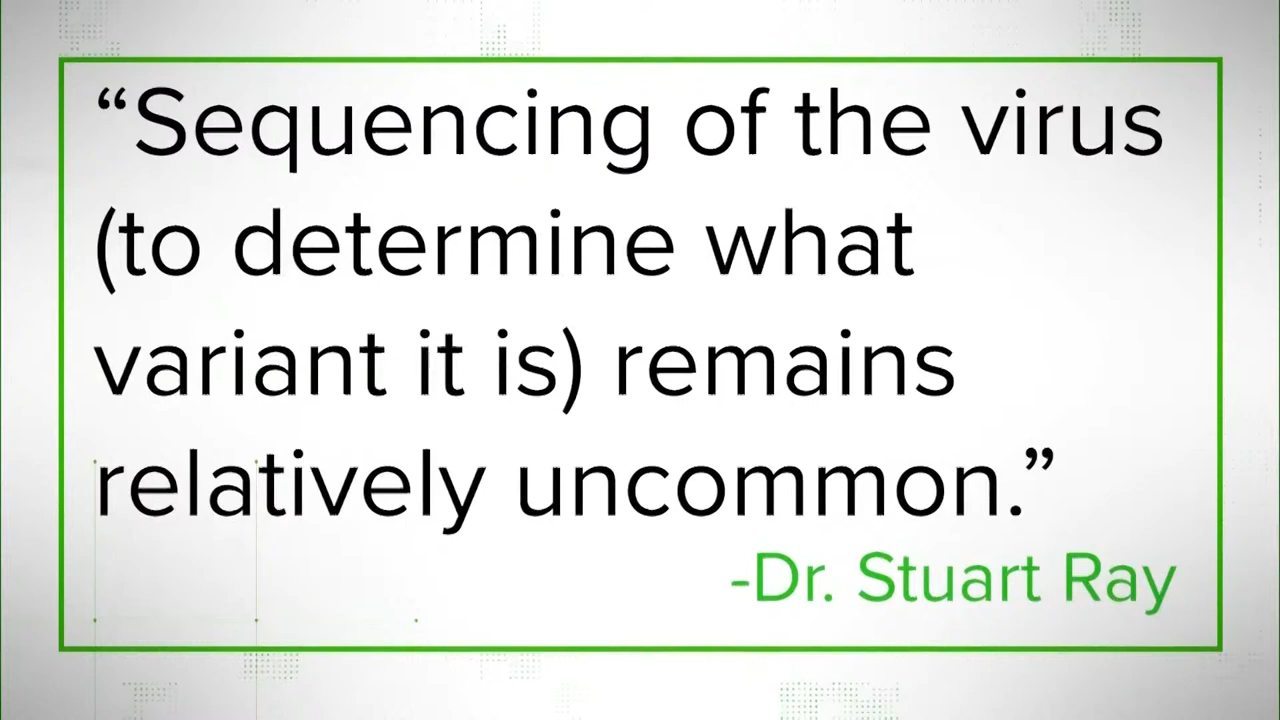 “Sequencing of the virus
(to determine what
variant it is) remains
relatively uncommon.”
-Dr. Stuart Ray